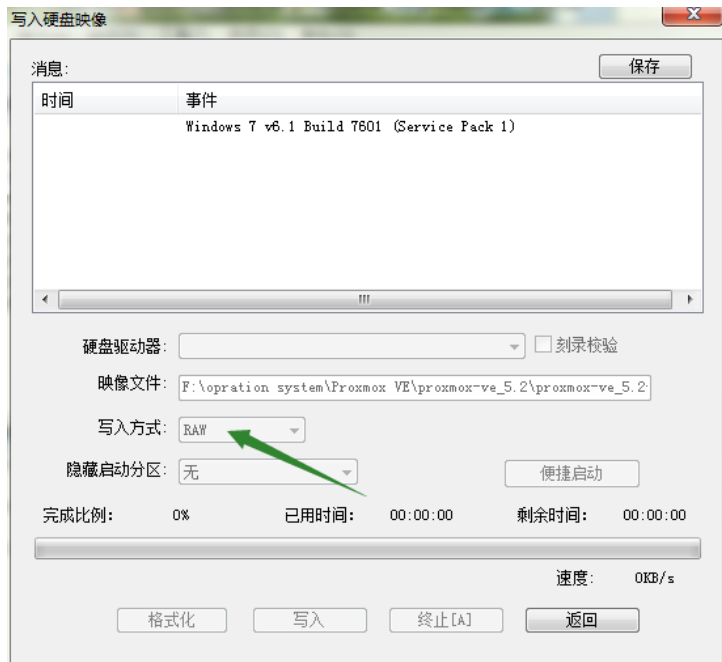 写入硬盘映像
消息:
保存
时间 事件
Windows 7 v6.1 Build 7601 (Service Pack 1)
硬盘驱动器: 刻录校验
映像文件: F:\opration system\Proxmox VE\proxmox-ve_5.2\proxmox-ve_5.2-
写入方式: RAW
隐藏启动分区: 无 便捷启动
完成比例: 0% 已用时间: 00:00:00 剩余时间: 00:00:00
速度: 0KB/s
格式化 写入 终止[A] 返回